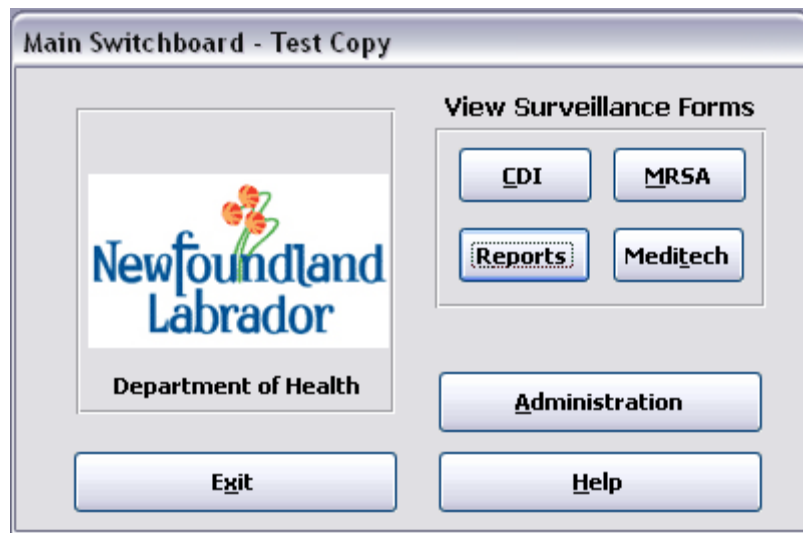 Main Switchboard - Test Copy
View Surveillance Forms
CDI
MRSA
Reports
Meditech
Newfoundland
Labrador
Department of Health
Administration
Exit
Help